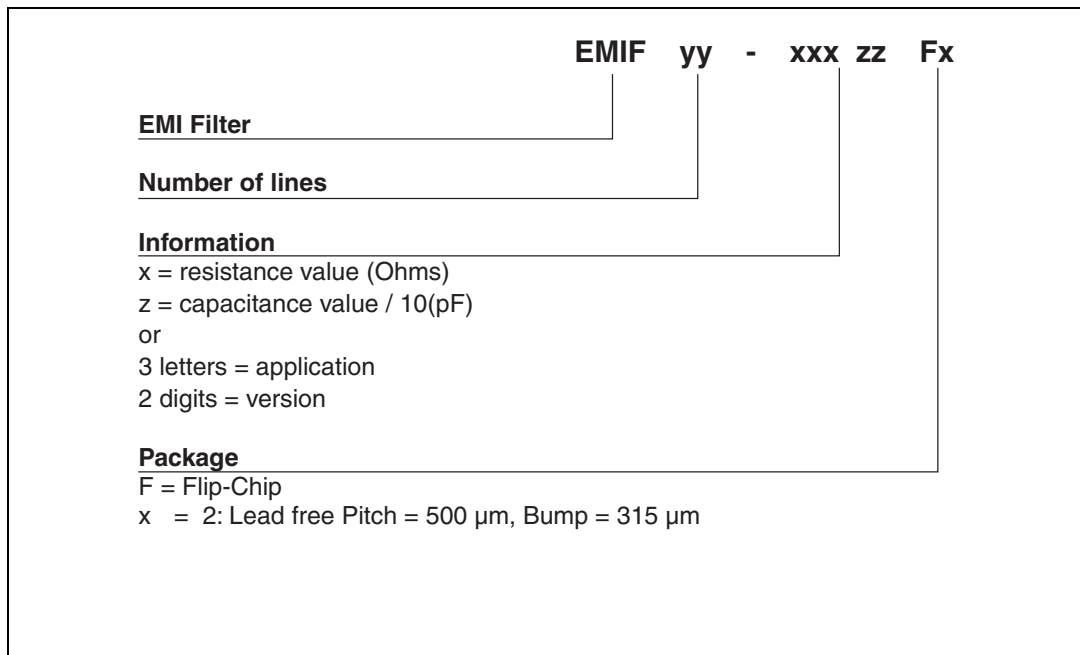 EMIF yy - xxx zz Fx
EMI Filter
Number of lines
Information
x = resistance value (Ohms)
z = capacitance value / 10(pF)
or
3 letters = application
2 digits = version
Package
F = Flip-Chip
x = 2: Lead free Pitch = 500 µm, Bump = 315 µm